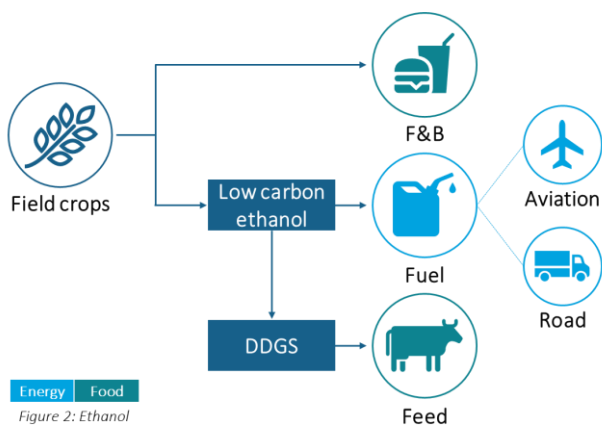 F&B
Field crops
Low carbon
ethanol
Fuel
Aviation
Road
DDGS
Feed
Energy Food
Figure 2: Ethanol